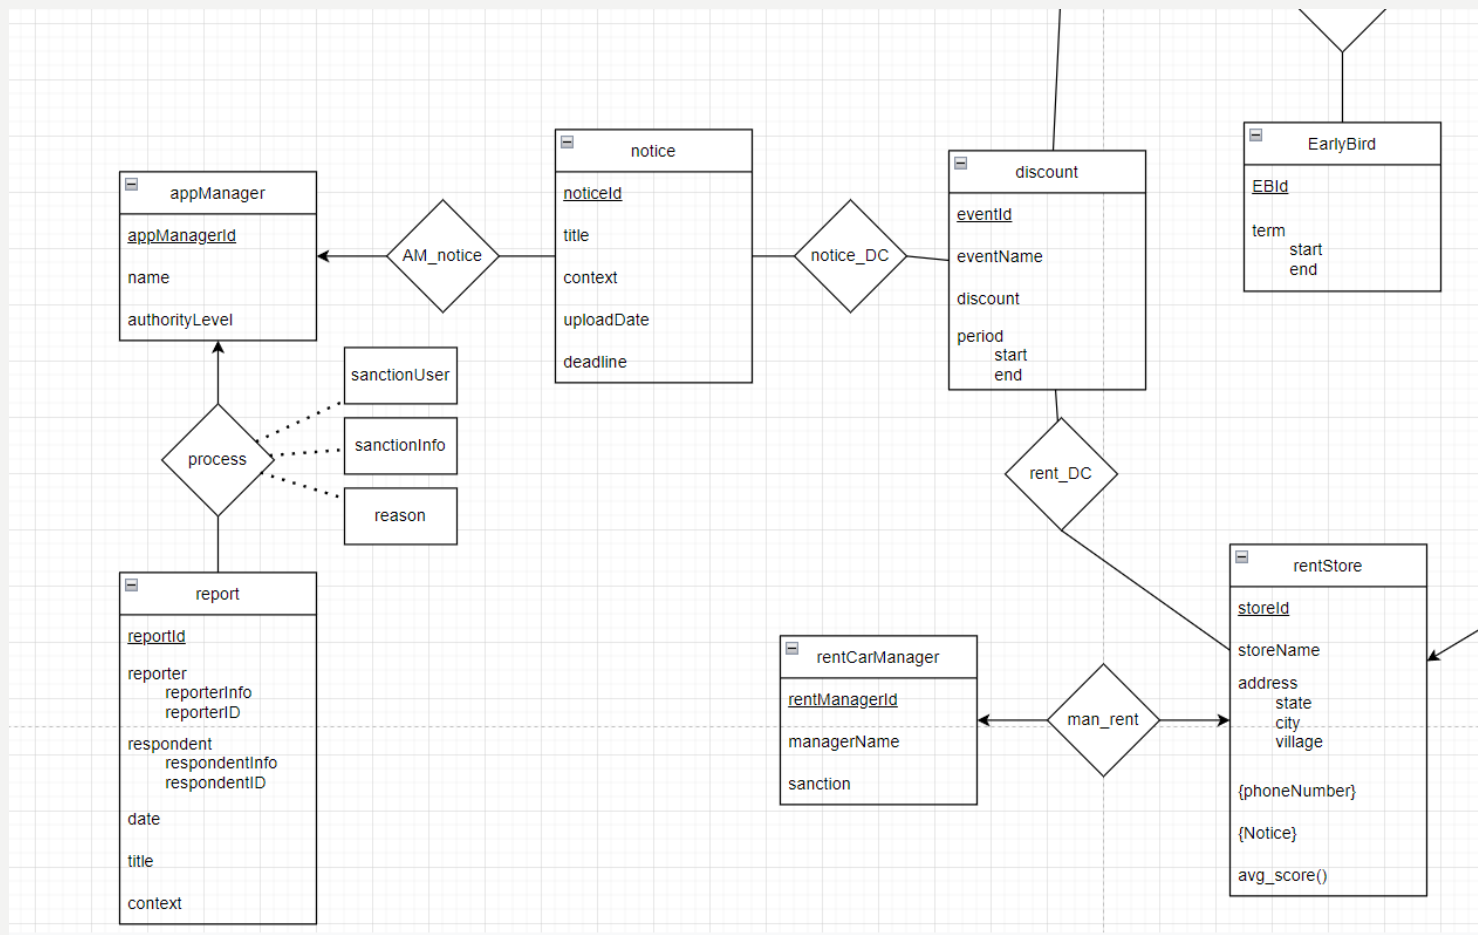 appManager
appManagerId
name
authorityLevel
AM_notice
notice
noticeId
title
context
uploadDate
deadline
notice_DC
discount
eventId
eventName
discount
period
start
end
EarlyBird
EBId
term
start
end
process
sanctionUser
sanctionInfo
reason
rent_DC
report
reportId
reporter
reporterInfo
reporterID
respondent
respondentInfo
respondentID
date
title
context
rentCarManager
rentManagerId
managerName
sanction
man_rent
rentStore
storeId
storeName
address
state
city
village
{phoneNumber}
{Notice}
avg_score()